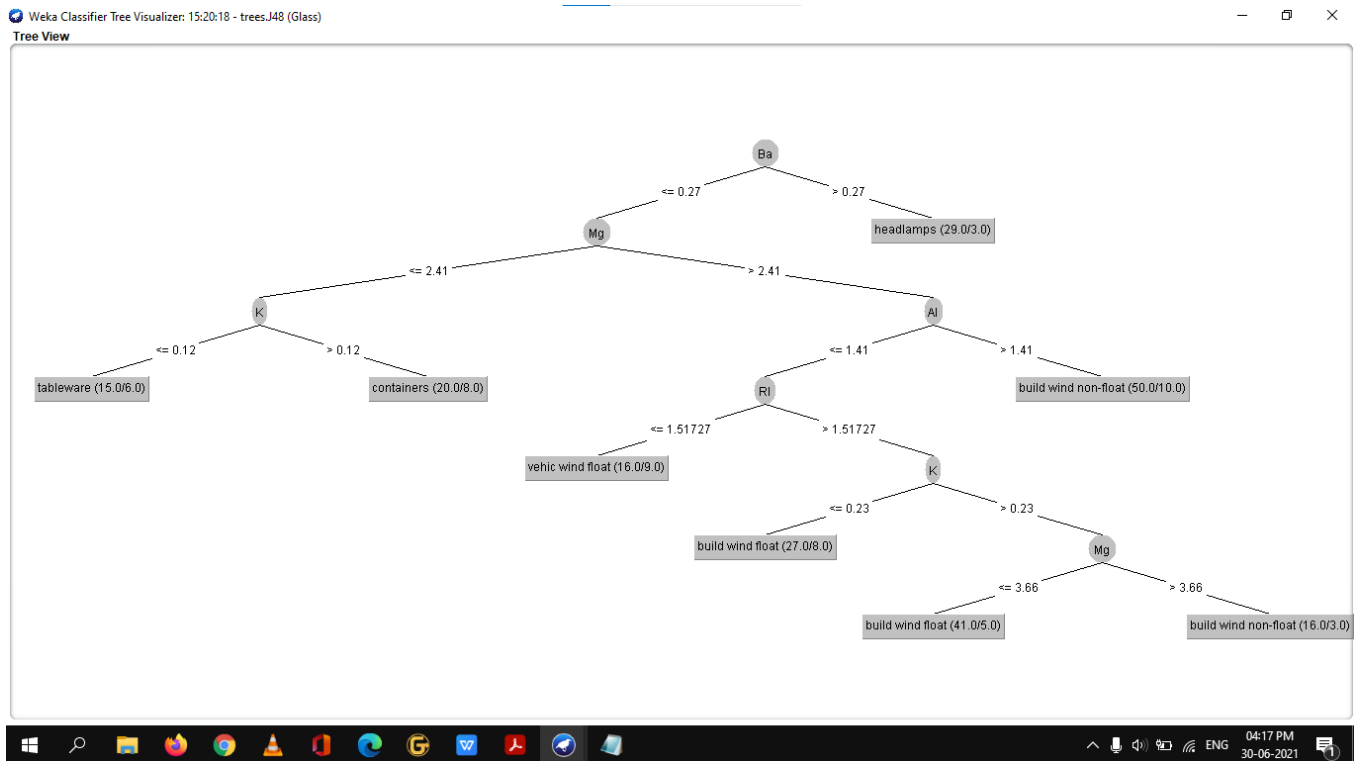 Weka Classifier Tree Visualizer: 15:20:18 - trees.J48 (Glass)
Tree View
Ba
<= 0.27
> 0.27
Mg
headlamps (29.0/3.0)
<= 2.41
> 2.41
K
Al
<= 0.12
> 0.12
<= 1.41
> 1.41
tableware (15.0/6.0)
containers (20.0/8.0)
RI
build wind non-float (50.0/10.0)
<= 1.51727
> 1.51727
vehic wind float (16.0/9.0)
K
<= 0.23
> 0.23
build wind float (27.0/8.0)
Mg
<= 3.66
> 3.66
build wind float (41.0/5.0)
build wind non-float (16.0/3.0)
ENG
04:17 PM
30-06-2021
1